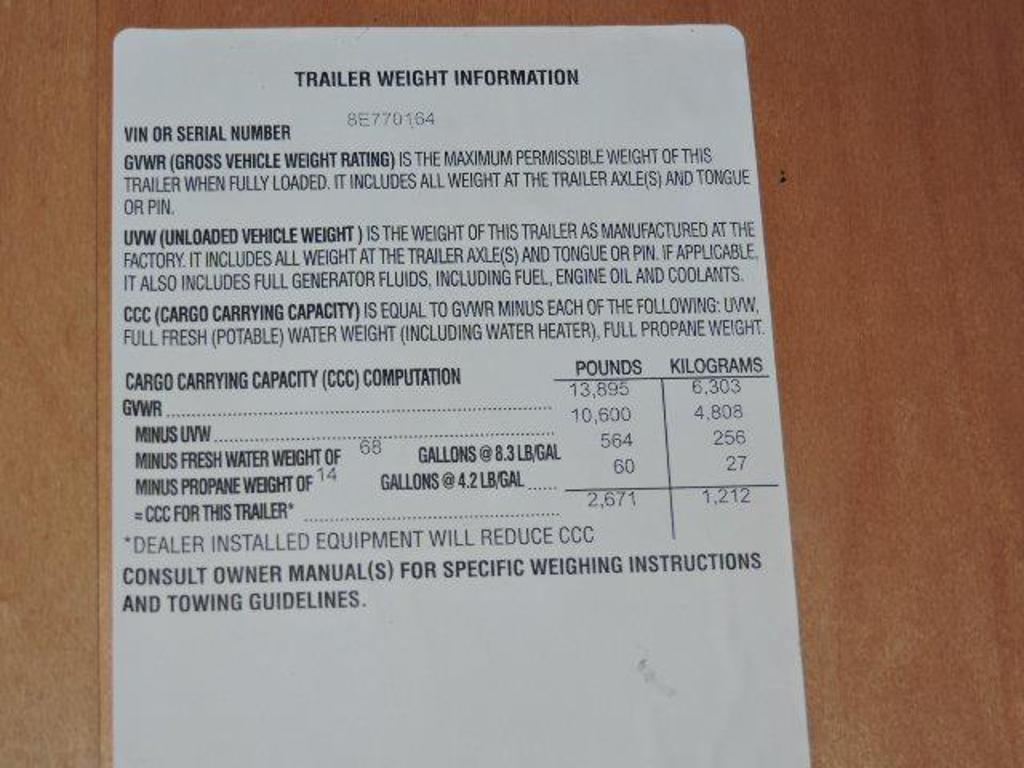 TRAILER WEIGHT INFORMATION
VIN OR SERIAL NUMBER 8E770164
GVWR (GROSS VEHICLE WEIGHT RATING) IS THE MAXIMUM PERMISSIBLE WEIGHT OF THIS
TRAILER WHEN FULLY LOADED. IT INCLUDES ALL WEIGHT AT THE TRAILER AXLE(S) AND TONGUE
OR PIN.
UVW (UNLOADED VEHICLE WEIGHT ) IS THE WEIGHT OF THIS TRAILER AS MANUFACTURED AT THE
FACTORY. IT INCLUDES ALL WEIGHT AT THE TRAILER AXLE(S) AND TONGUE OR PIN. IF APPLICABLE,
IT ALSO INCLUDES FULL GENERATOR FLUIDS, INCLUDING FUEL, ENGINE OIL AND COOLANTS.
CCC (CARGO CARRYING CAPACITY) IS EQUAL TO GVWR MINUS EACH OF THE FOLLOWING: UVW,
FULL FRESH (POTABLE) WATER WEIGHT (INCLUDING WATER HEATER), FULL PROPANE WEIGHT.
CARGO CARRYING CAPACITY (CCC) COMPUTATION POUNDS KILOGRAMS
GVWR 13,895 6,303
MINUS UVW 10,600 4,808
MINUS FRESH WATER WEIGHT OF 68 GALLONS @ 8.3 LB/GAL 564 256
MINUS PROPANE WEIGHT OF 14 GALLONS @ 4.2 LB/GAL 60 27
= CCC FOR THIS TRAILER* 2,671 1,212
*DEALER INSTALLED EQUIPMENT WILL REDUCE CCC
CONSULT OWNER MANUAL(S) FOR SPECIFIC WEIGHING INSTRUCTIONS
AND TOWING GUIDELINES.